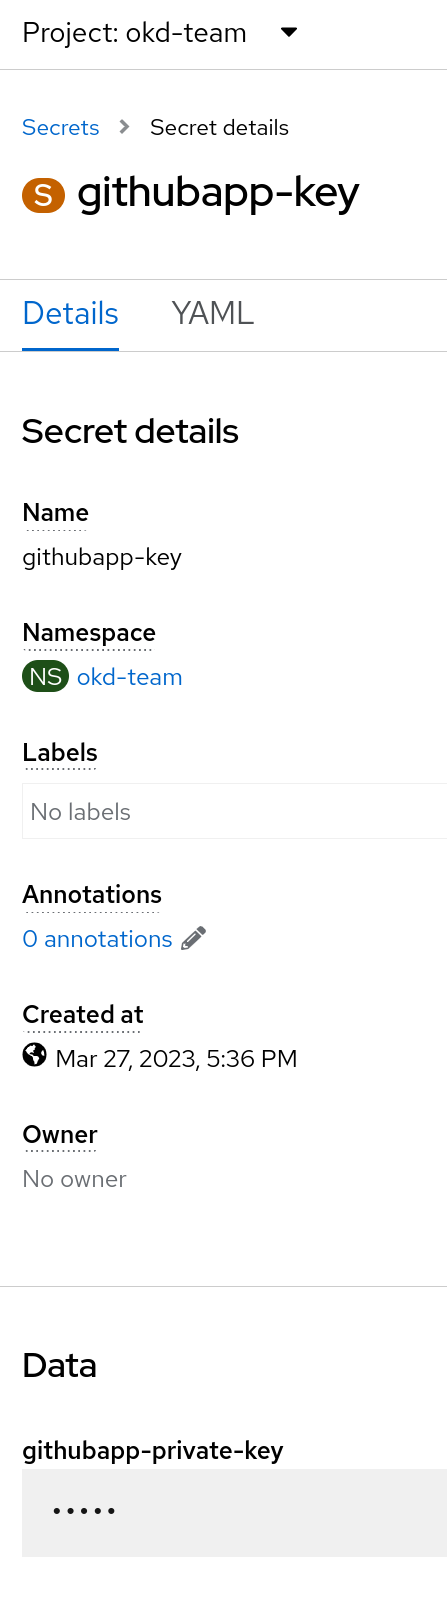 Project: okd-team
Secrets > Secret details
S githubapp-key
Details YAML
Secret details
Name
githubapp-key
Namespace
NS okd-team
Labels
No labels
Annotations
0 annotations
Created at
Mar 27, 2023, 5:36 PM
Owner
No owner
Data
githubapp-private-key
•••••